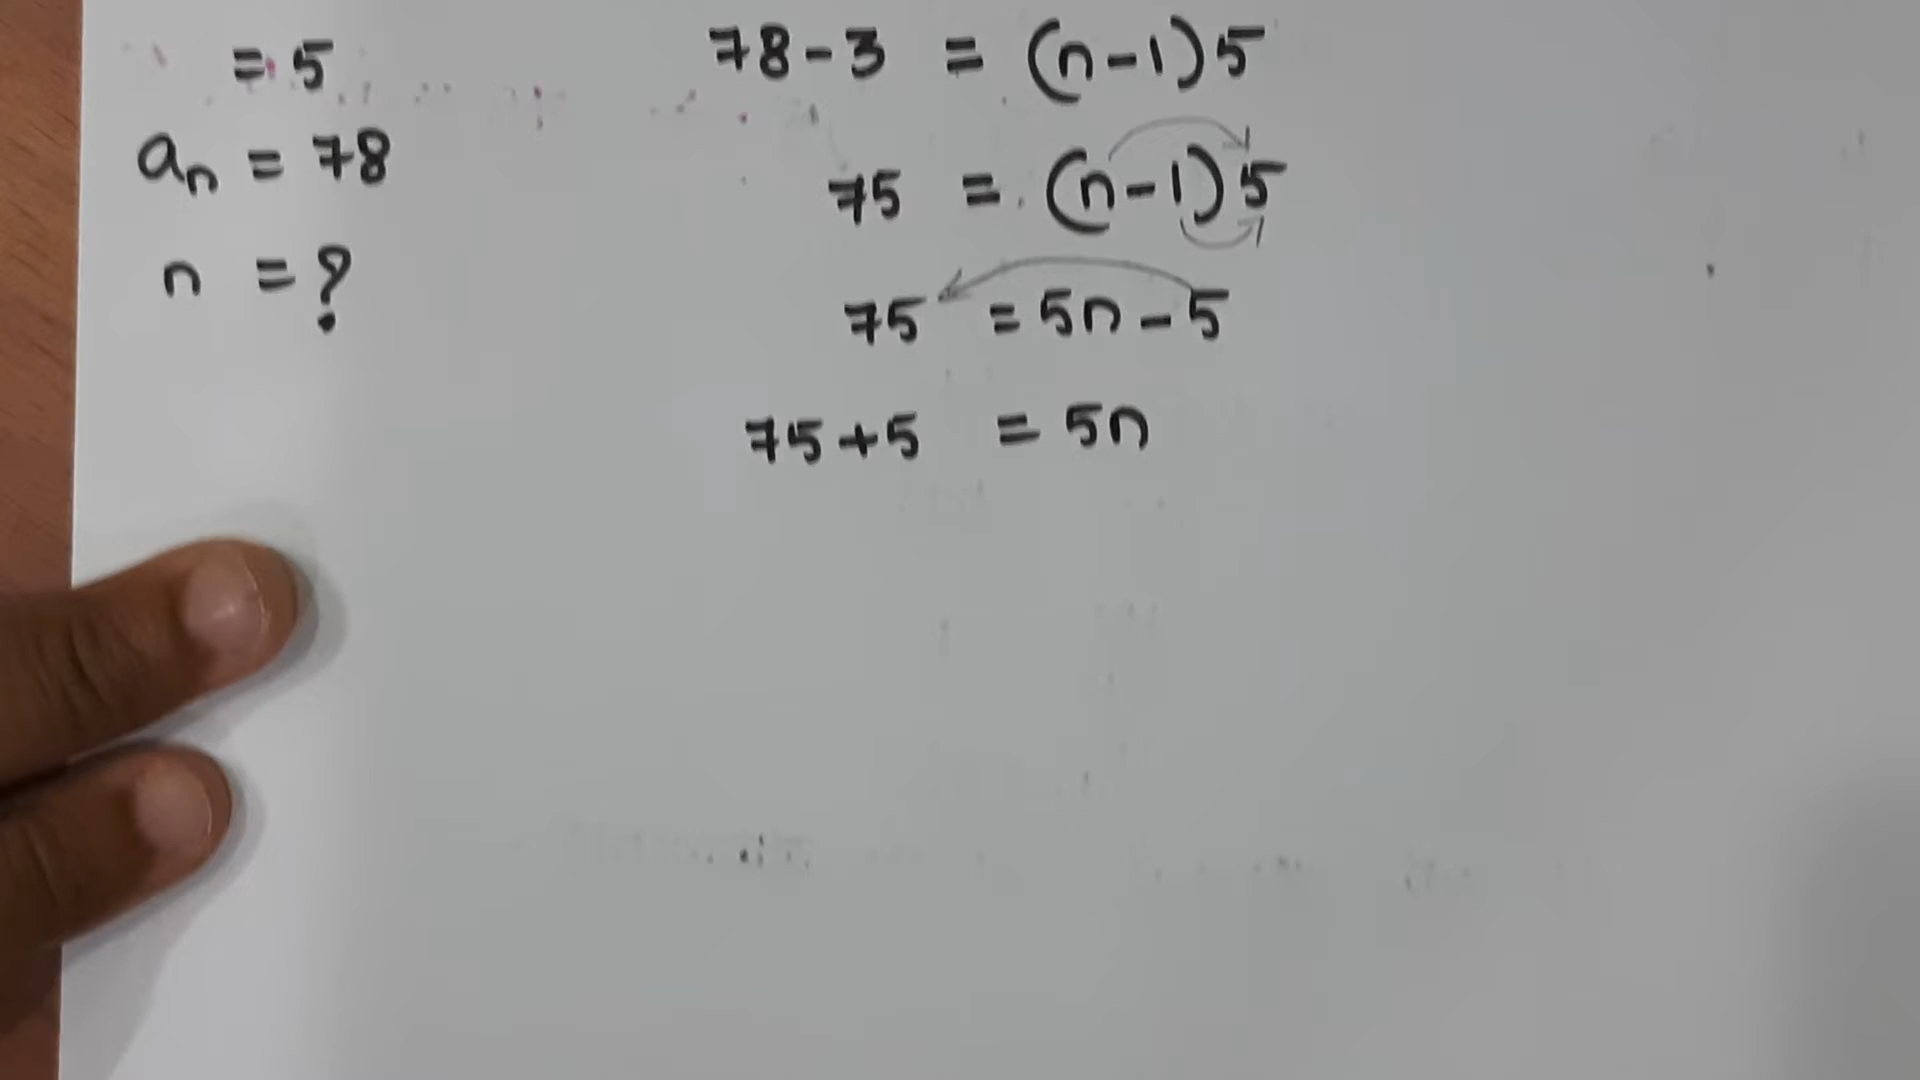 = 5
aₙ = 78
n = ?
78 - 3 = (n - 1) 5
75 = (n - 1) 5
75 = 5n - 5
75 + 5 = 5n